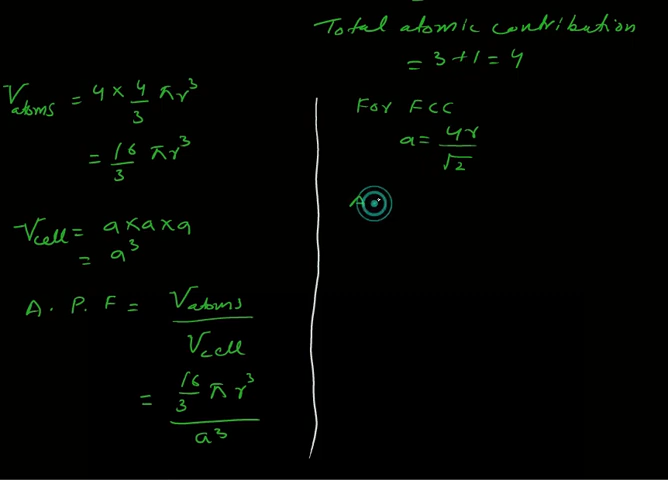 Total atomic contribution
= 3 + 1 = 4
V atoms = 4 × 4/3 πr³
= 16/3 πr³
Vcell = a × a × a
= a³
A. P. F = Vatoms / Vcell
= 16/3 πr³ / a³
For FCC
a = 4r / √2
A